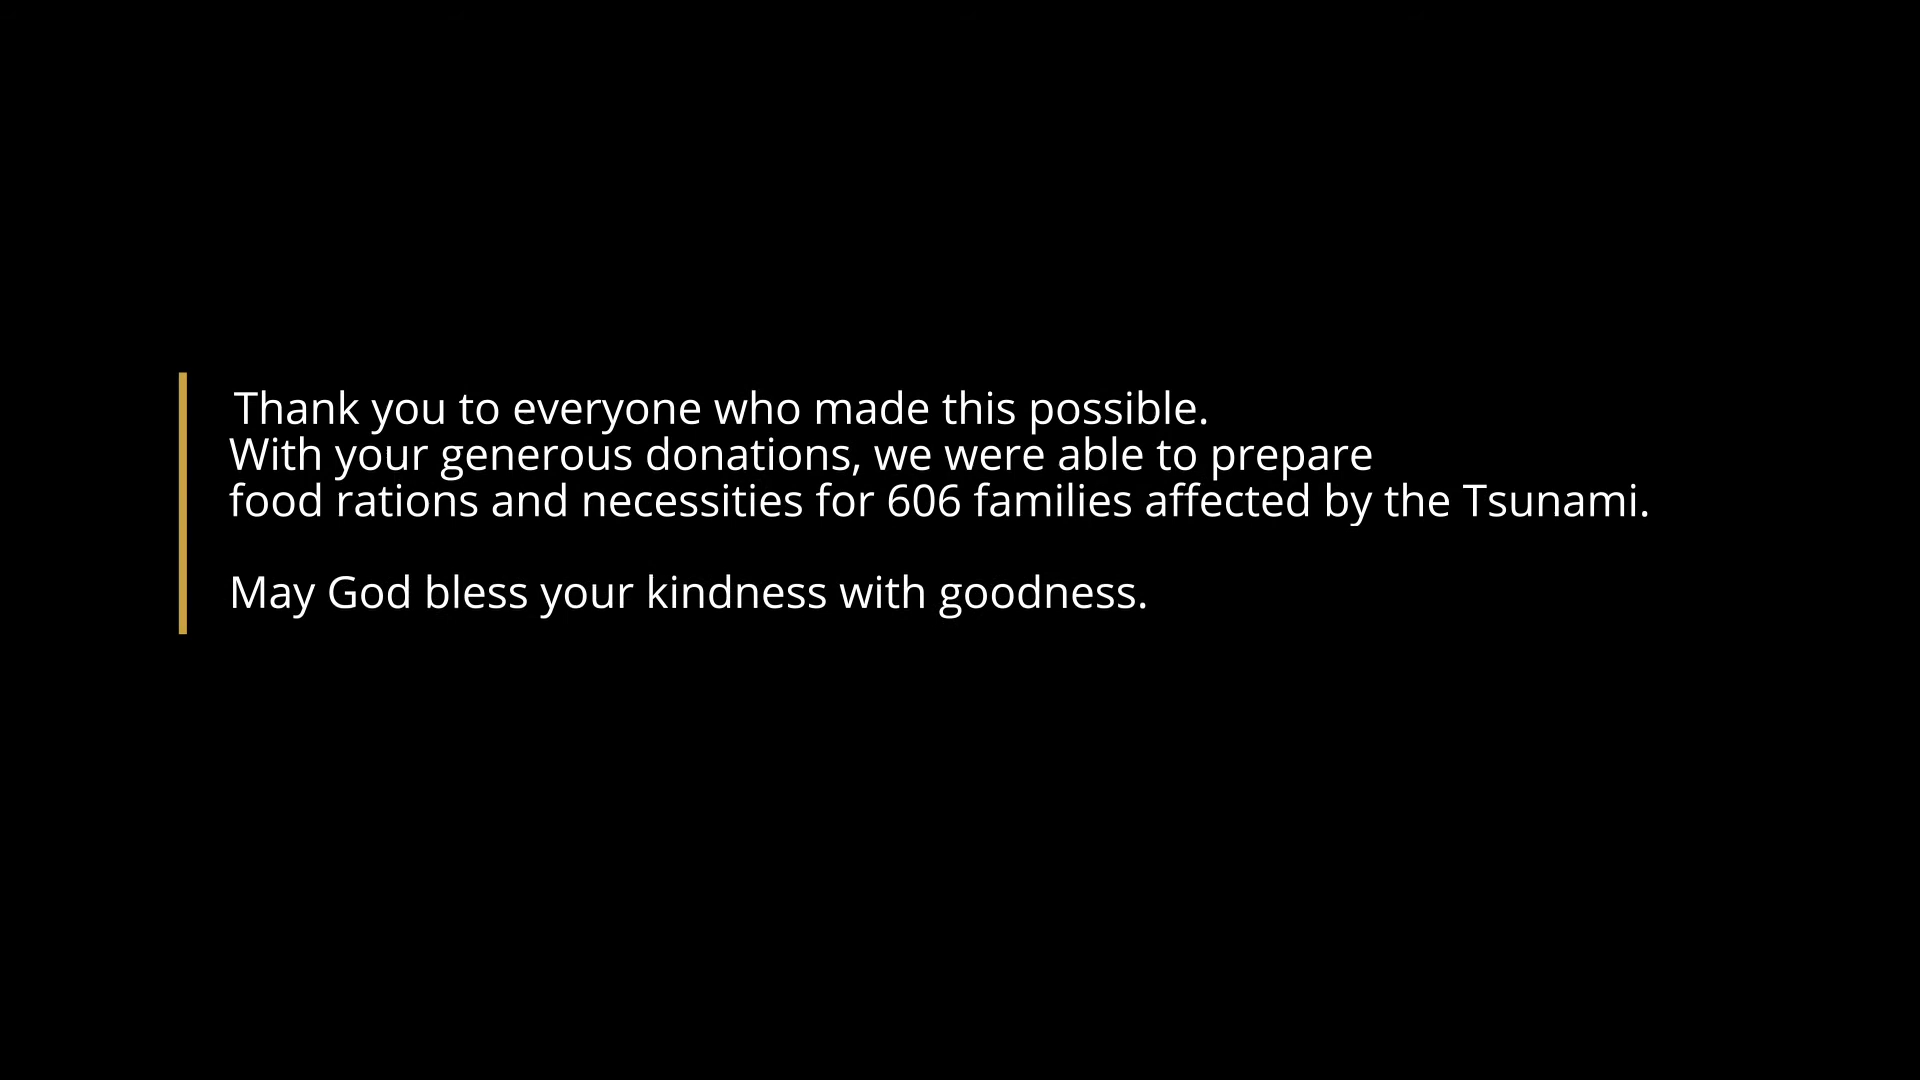 Thank you to everyone who made this possible.
With your generous donations, we were able to prepare
food rations and necessities for 606 families affected by the Tsunami.
May God bless your kindness with goodness.